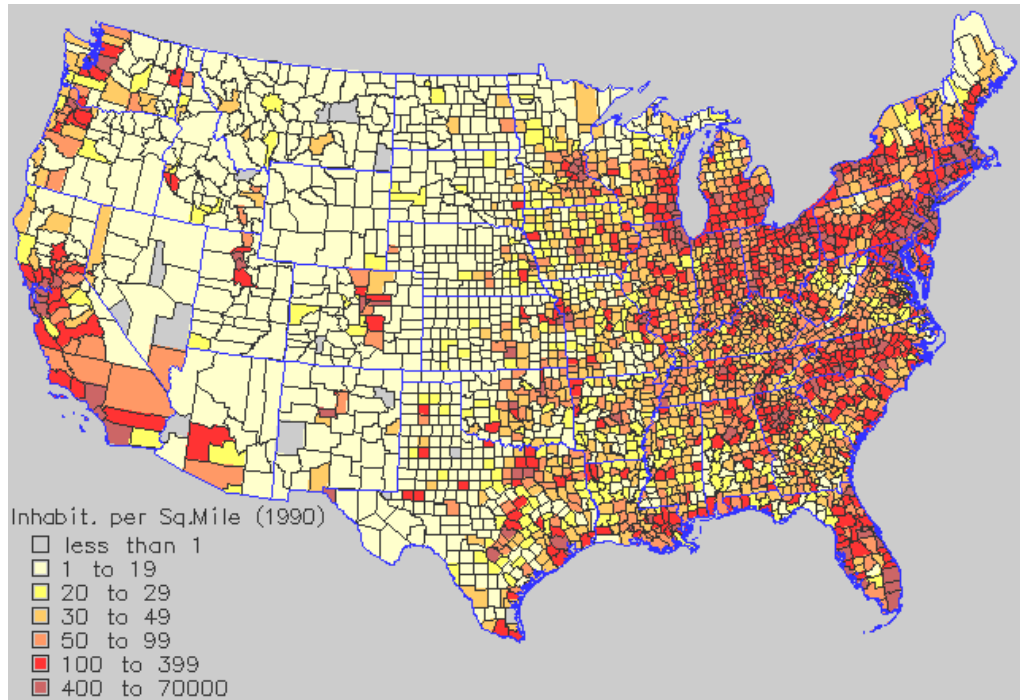 Inhabit. per Sq.Mile (1990)
less than 1
1 to 19
20 to 29
30 to 49
50 to 99
100 to 399
400 to 70000